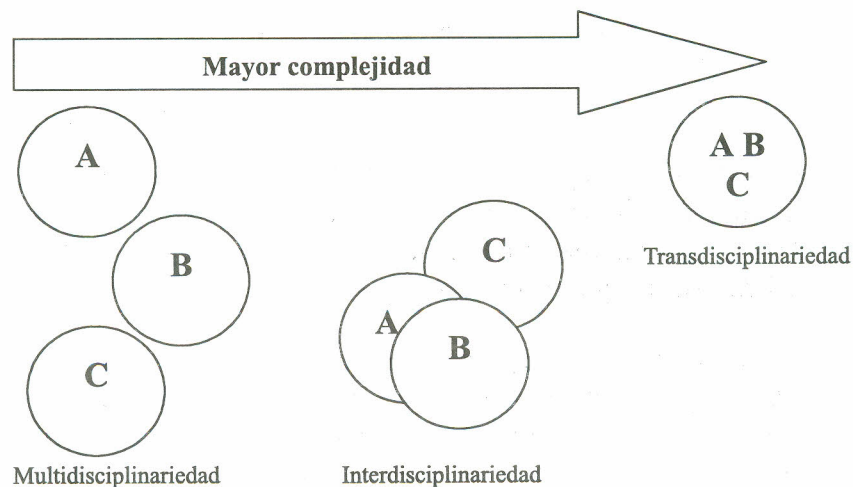 Mayor complejidad
A
B
C
Multidisciplinariedad
C
A
B
Interdisciplinariedad
A B
C
Transdisciplinariedad